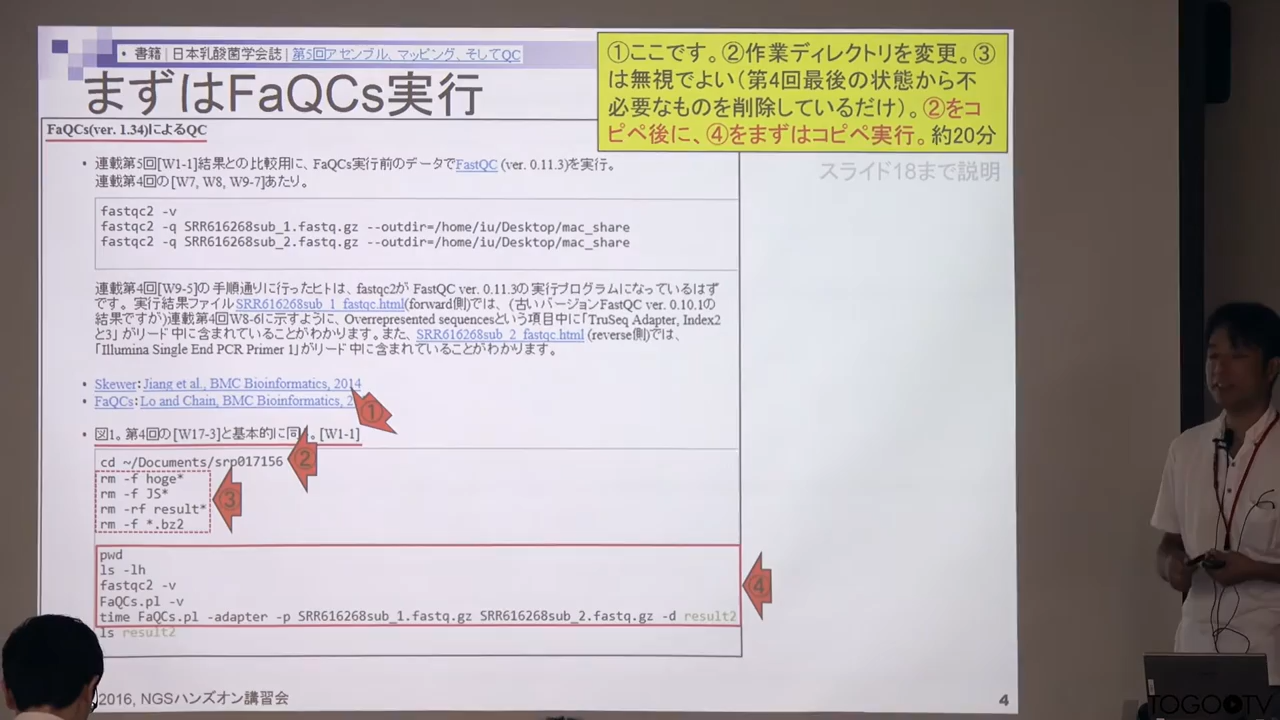 • 書籍 | 日本乳酸菌学会誌 | 第5回アセンブル、マッピング、そしてQC
まずはFaQCs実行
①ここです。②作業ディレクトリを変更。③
は無視でよい（第4回最後の状態から不
必要なものを削除しているだけ）。②をコ
ピペ後に、④をまずはコピペ実行。約20分
スライド18まで説明
FaQCs(ver. 1.34)によるQC
• 連載第5回[W1-1]結果との比較用に、FaQCs実行前のデータでFastQC (ver. 0.11.3)を実行。
連載第4回の[W7, W8, W9-7]あたり。
fastqc2 -v
fastqc2 -q SRR616268sub_1.fastq.gz --outdir=/home/iu/Desktop/mac_share
fastqc2 -q SRR616268sub_2.fastq.gz --outdir=/home/iu/Desktop/mac_share
連載第4回[W9-5]の手順通りに行ったヒトは、fastqc2が FastQC ver. 0.11.3の実行プログラムになっているはず
です。 実行結果ファイルSRR616268sub_1_fastqc.html(forward側)では、 (古いバージョンFastQC ver. 0.10.1の
結果ですが)連載第4回W8-6に示すように、Overrepresented sequencesという項目中に「TruSeq Adapter, Index2
と3」 がリード中に含まれていることがわかります。また、SRR616268sub_2_fastqc.html (reverse側)では、
「Illumina Single End PCR Primer 1」がリード中に含まれていることがわかります。
• Skewer: Jiang et al., BMC Bioinformatics, 2014
• FaQCs: Lo and Chain, BMC Bioinformatics, 2
①
• 図1。第4回の[W17-3]と基本的に同。[W1-1]
cd ~/Documents/srp017156
②
rm -f hoge*
rm -f JS*
rm -rf result*
rm -f *.bz2
③
pwd
ls -lh
fastqc2 -v
FaQCs.pl -v
time FaQCs.pl -adapter -p SRR616268sub_1.fastq.gz SRR616268sub_2.fastq.gz -d result2
④
ls result2
2016, NGSハンズオン講習会
4
TOGOTV